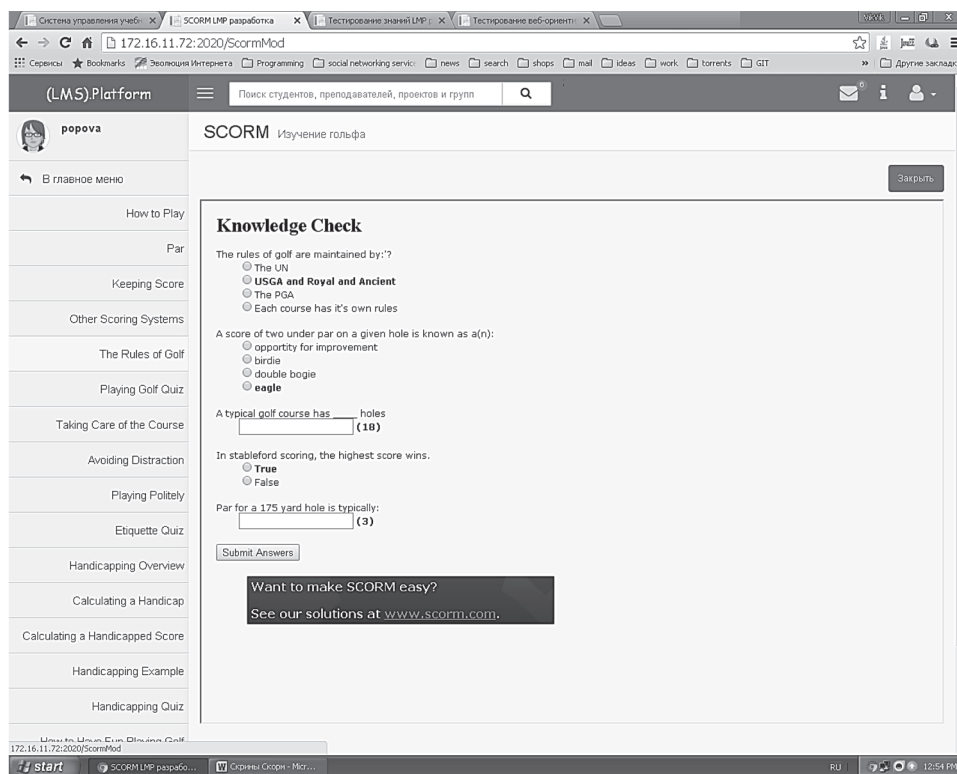 Система управления учебн
SCORM LMP разработка
Тестирование знаний LMP р
Тестирование веб-ориенти
172.16.11.72:2020/ScormMod
Сервисы Bookmarks Эволюция Интернета Programming social networking service news search shops mail ideas work torrents GIT » Другие закладк
(LMS).Platform
Поиск студентов, преподавателей, проектов и групп
popova
SCORM Изучение гольфа
В главное меню
Закрыть
How to Play
Par
Keeping Score
Other Scoring Systems
The Rules of Golf
Playing Golf Quiz
Taking Care of the Course
Avoiding Distraction
Playing Politely
Etiquette Quiz
Handicapping Overview
Calculating a Handicap
Calculating a Handicapped Score
Handicapping Example
Handicapping Quiz
How to Have Fun Playing Golf
Knowledge Check
The rules of golf are maintained by:'?
The UN
USGA and Royal and Ancient
The PGA
Each course has it's own rules
A score of two under par on a given hole is known as a(n):
opportity for improvement
birdie
double bogie
eagle
A typical golf course has ____ holes
(18)
In stableford scoring, the highest score wins.
True
False
Par for a 175 yard hole is typically:
(3)
Submit Answers
Want to make SCORM easy?
See our solutions at www.scorm.com.
172.16.11.72:2020/ScormMod
start
SCORM LMP разрабо...
Скрины Скорм - Micr...
RU
12:54 PM